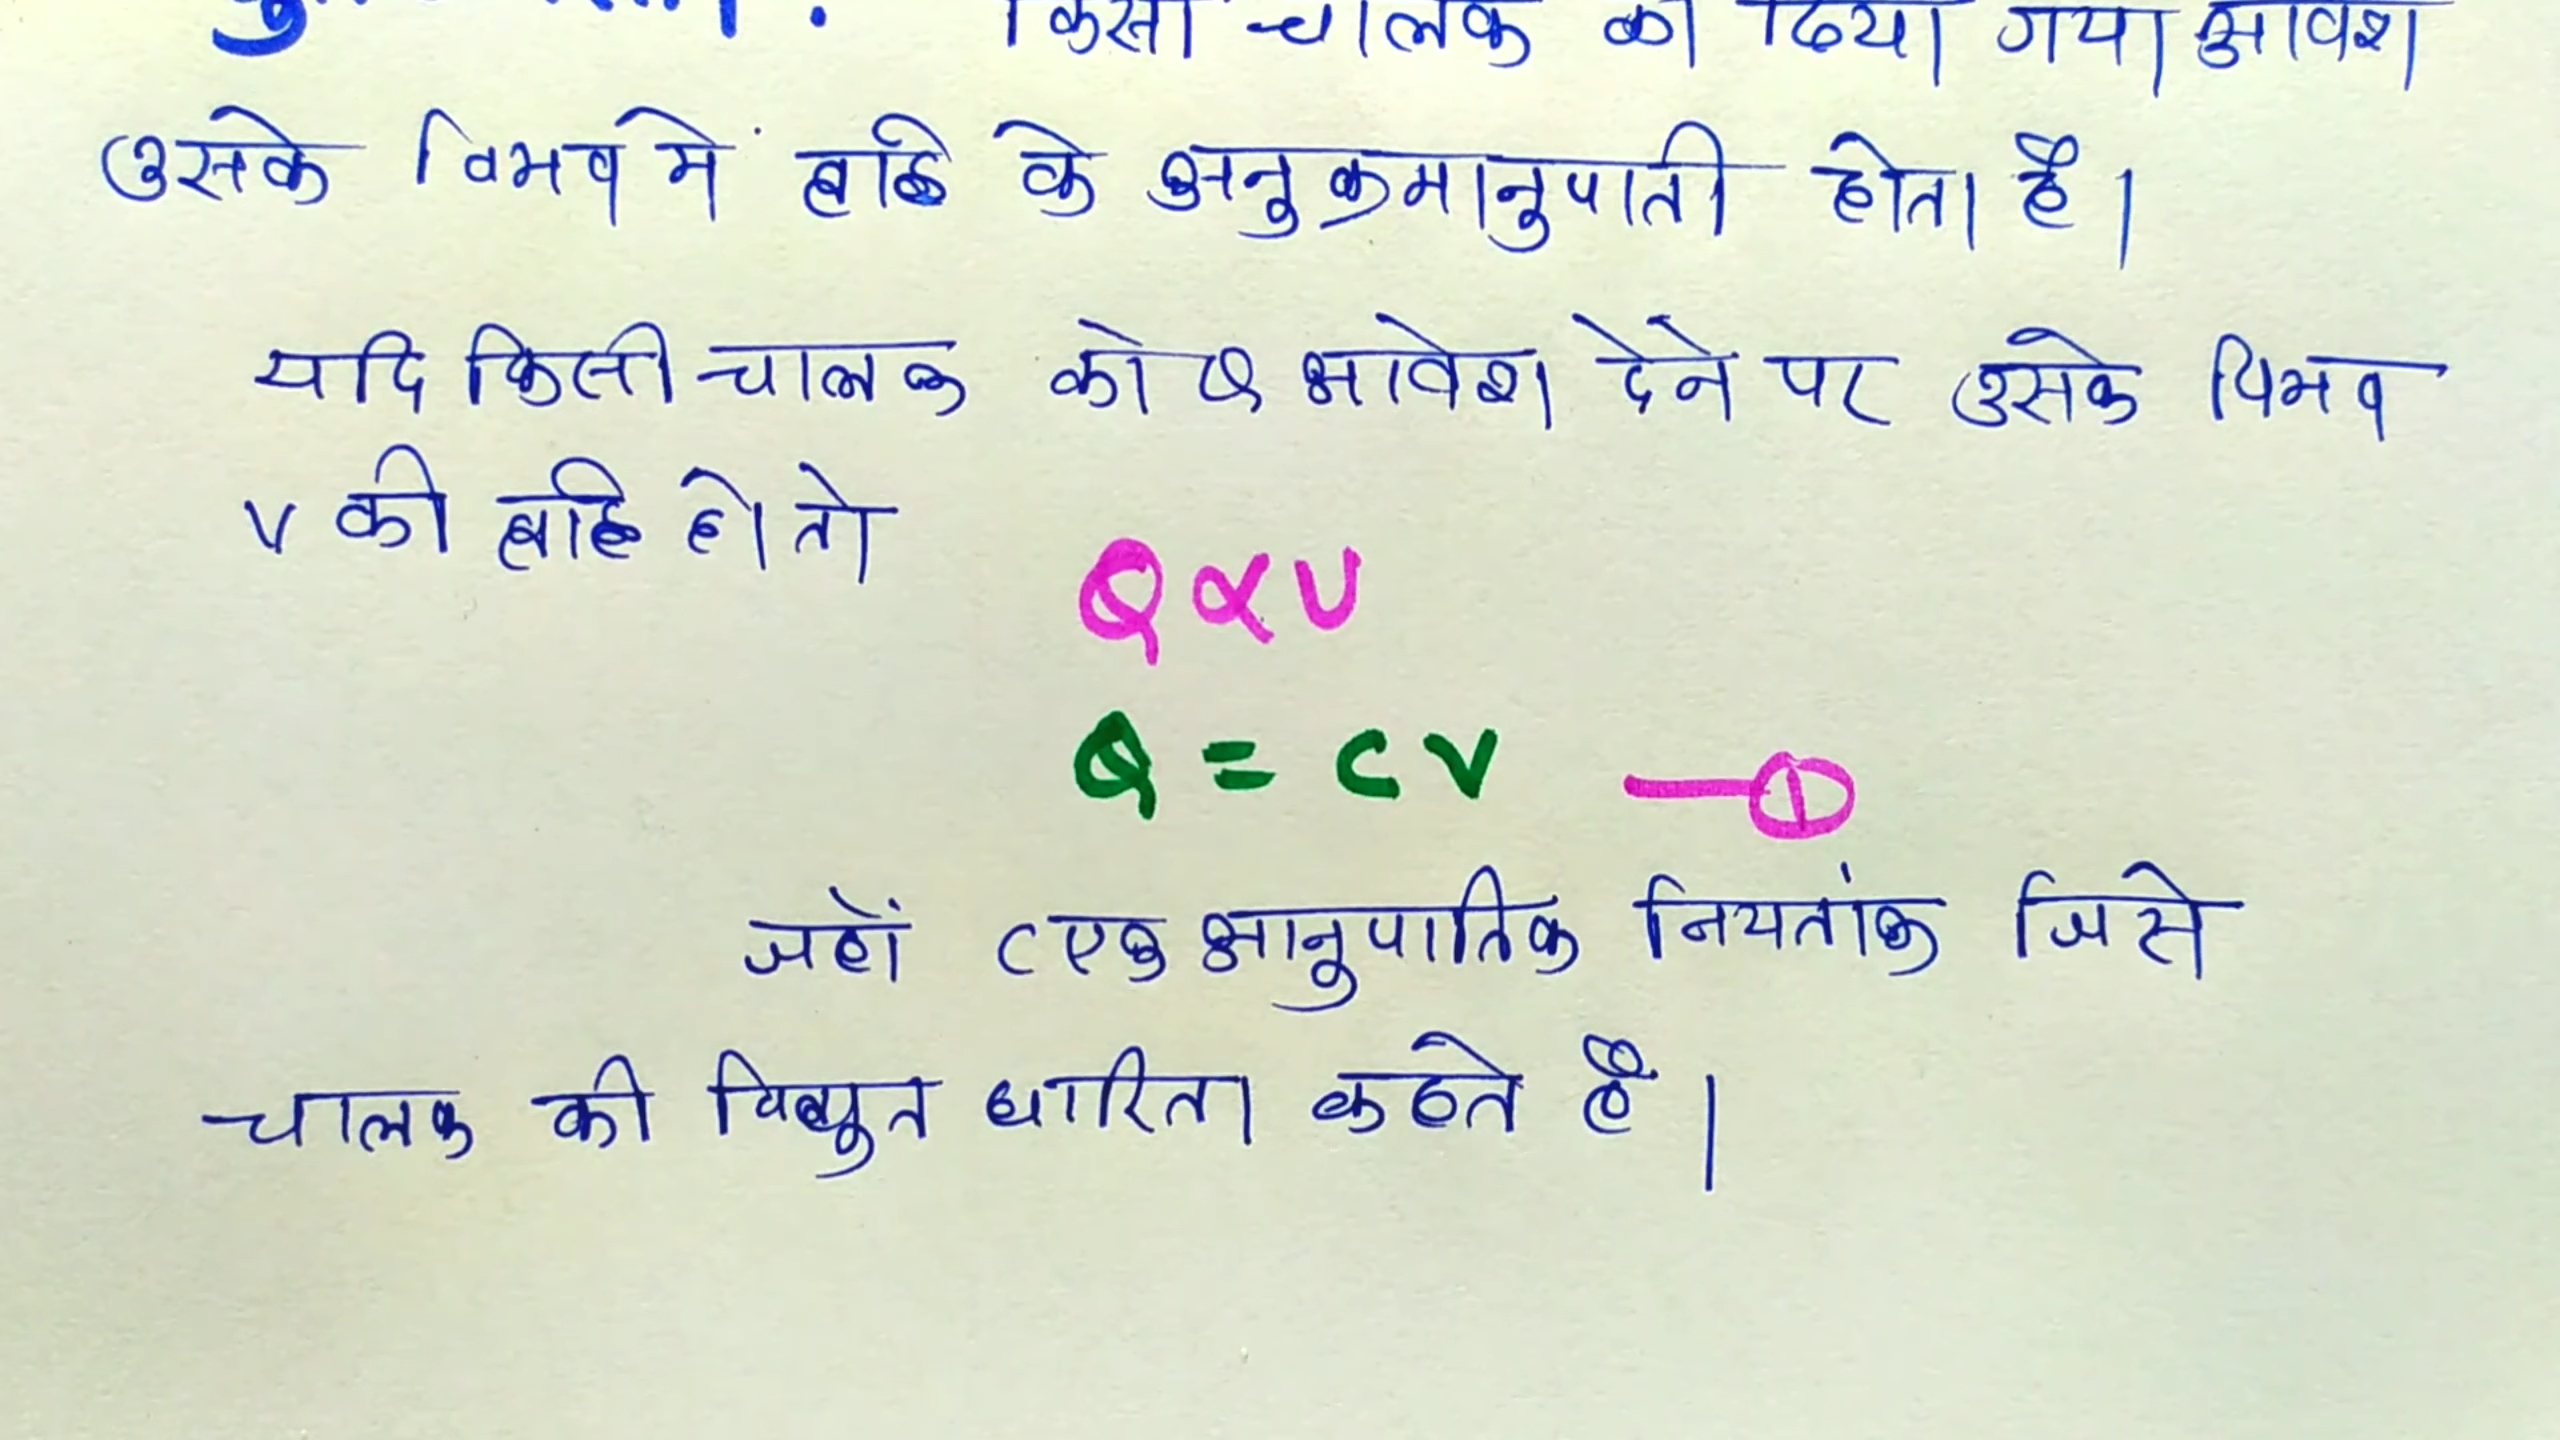 किसी चालक को दिया गया आवेश
उसके विभव में वृद्धि के अनुक्रमानुपाती होता है।
यदि किसी चालक को Q आवेश देने पर उसके विभव
V की वृद्धि हो तो
Q ∝ V
Q = CV —①
जहाँ C एक आनुपातिक नियतांक जिसे
चालक की विद्युत धारिता कहते है।